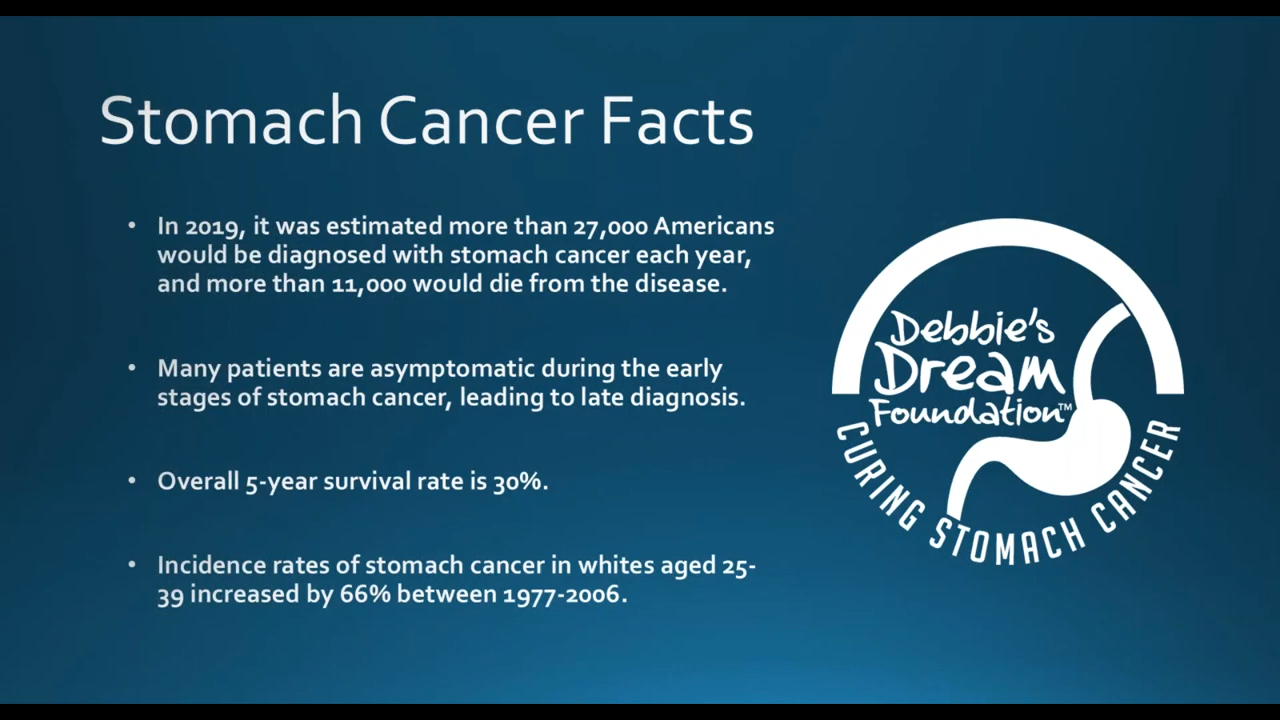 Stomach Cancer Facts
• In 2019, it was estimated more than 27,000 Americans
would be diagnosed with stomach cancer each year,
and more than 11,000 would die from the disease.
• Many patients are asymptomatic during the early
stages of stomach cancer, leading to late diagnosis.
• Overall 5-year survival rate is 30%.
• Incidence rates of stomach cancer in whites aged 25-
39 increased by 66% between 1977-2006.
Debbie's
Dream
Foundation™
CURING STOMACH CANCER